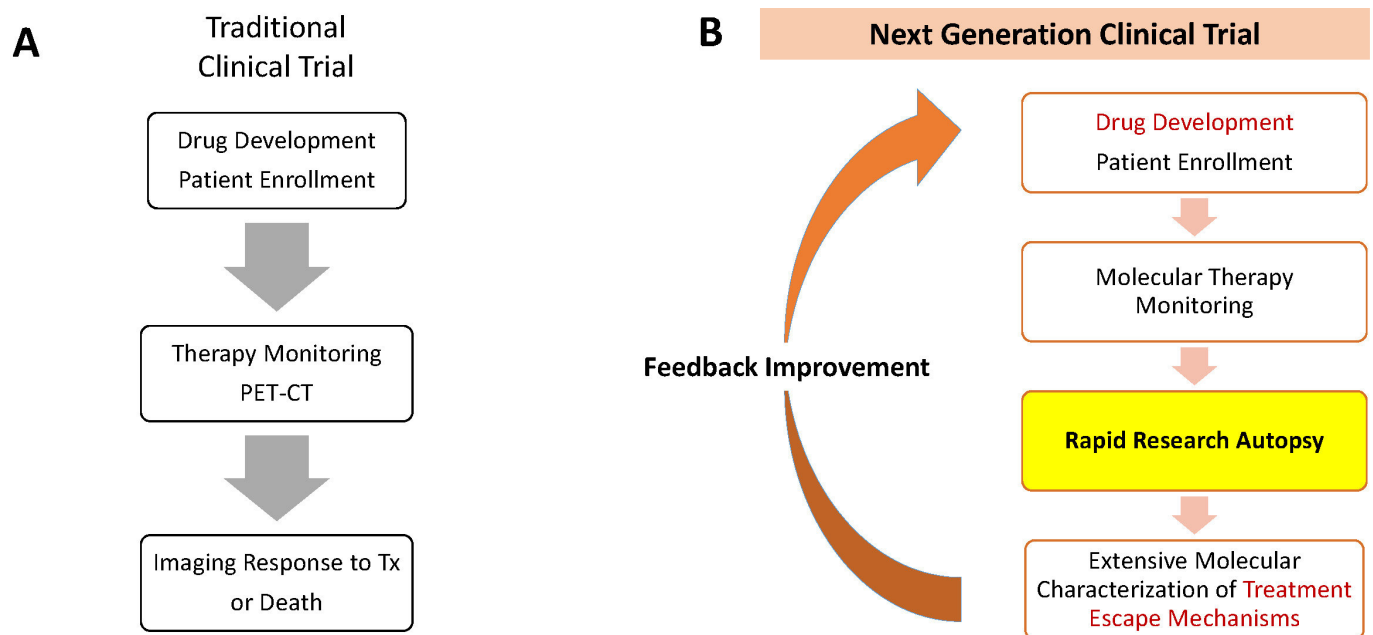 A
Traditional
Clinical Trial
Drug Development
Patient Enrollment
Therapy Monitoring
PET-CT
Imaging Response to Tx
or Death
B
Next Generation Clinical Trial
Drug Development
Patient Enrollment
Molecular Therapy
Monitoring
Feedback Improvement
Rapid Research Autopsy
Extensive Molecular
Characterization of Treatment
Escape Mechanisms